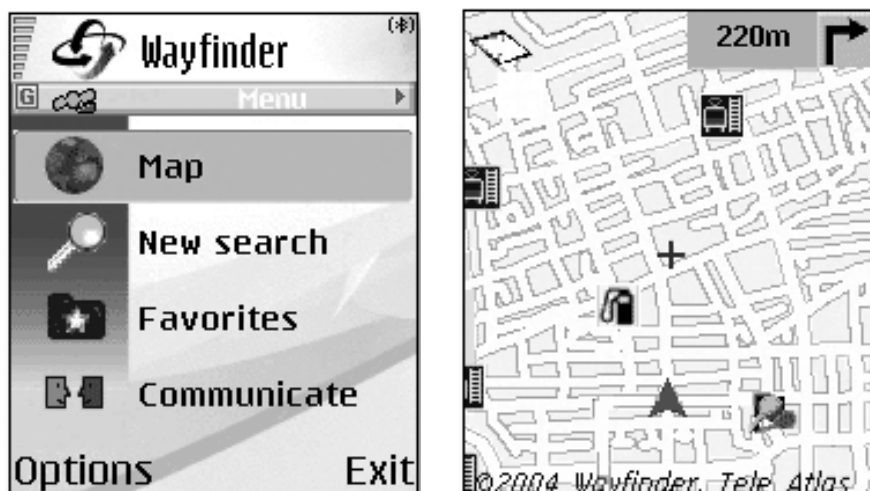 Wayfinder
G
Menu
Map
New search
Favorites
Communicate
Options Exit
220m
©2004 Wayfinder, Tele Atlas